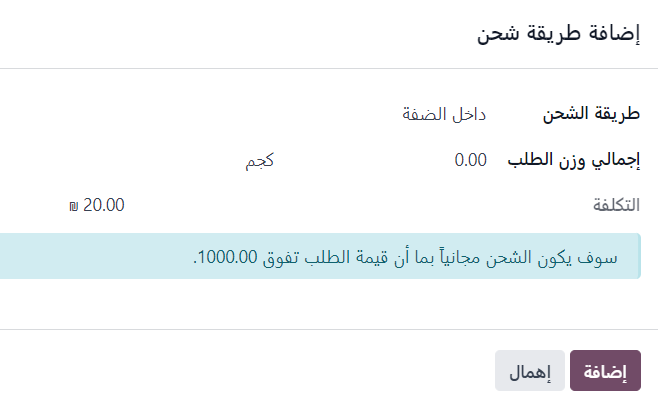 إضافة طريقة شحن
طريقة الشحن داخل الضفة
إجمالي وزن الطلب 0.00 كجم
التكلفة 20.00 ₪
سوف يكون الشحن مجانياً بما أن قيمة الطلب تفوق 1000.00.
إضافة إهمال